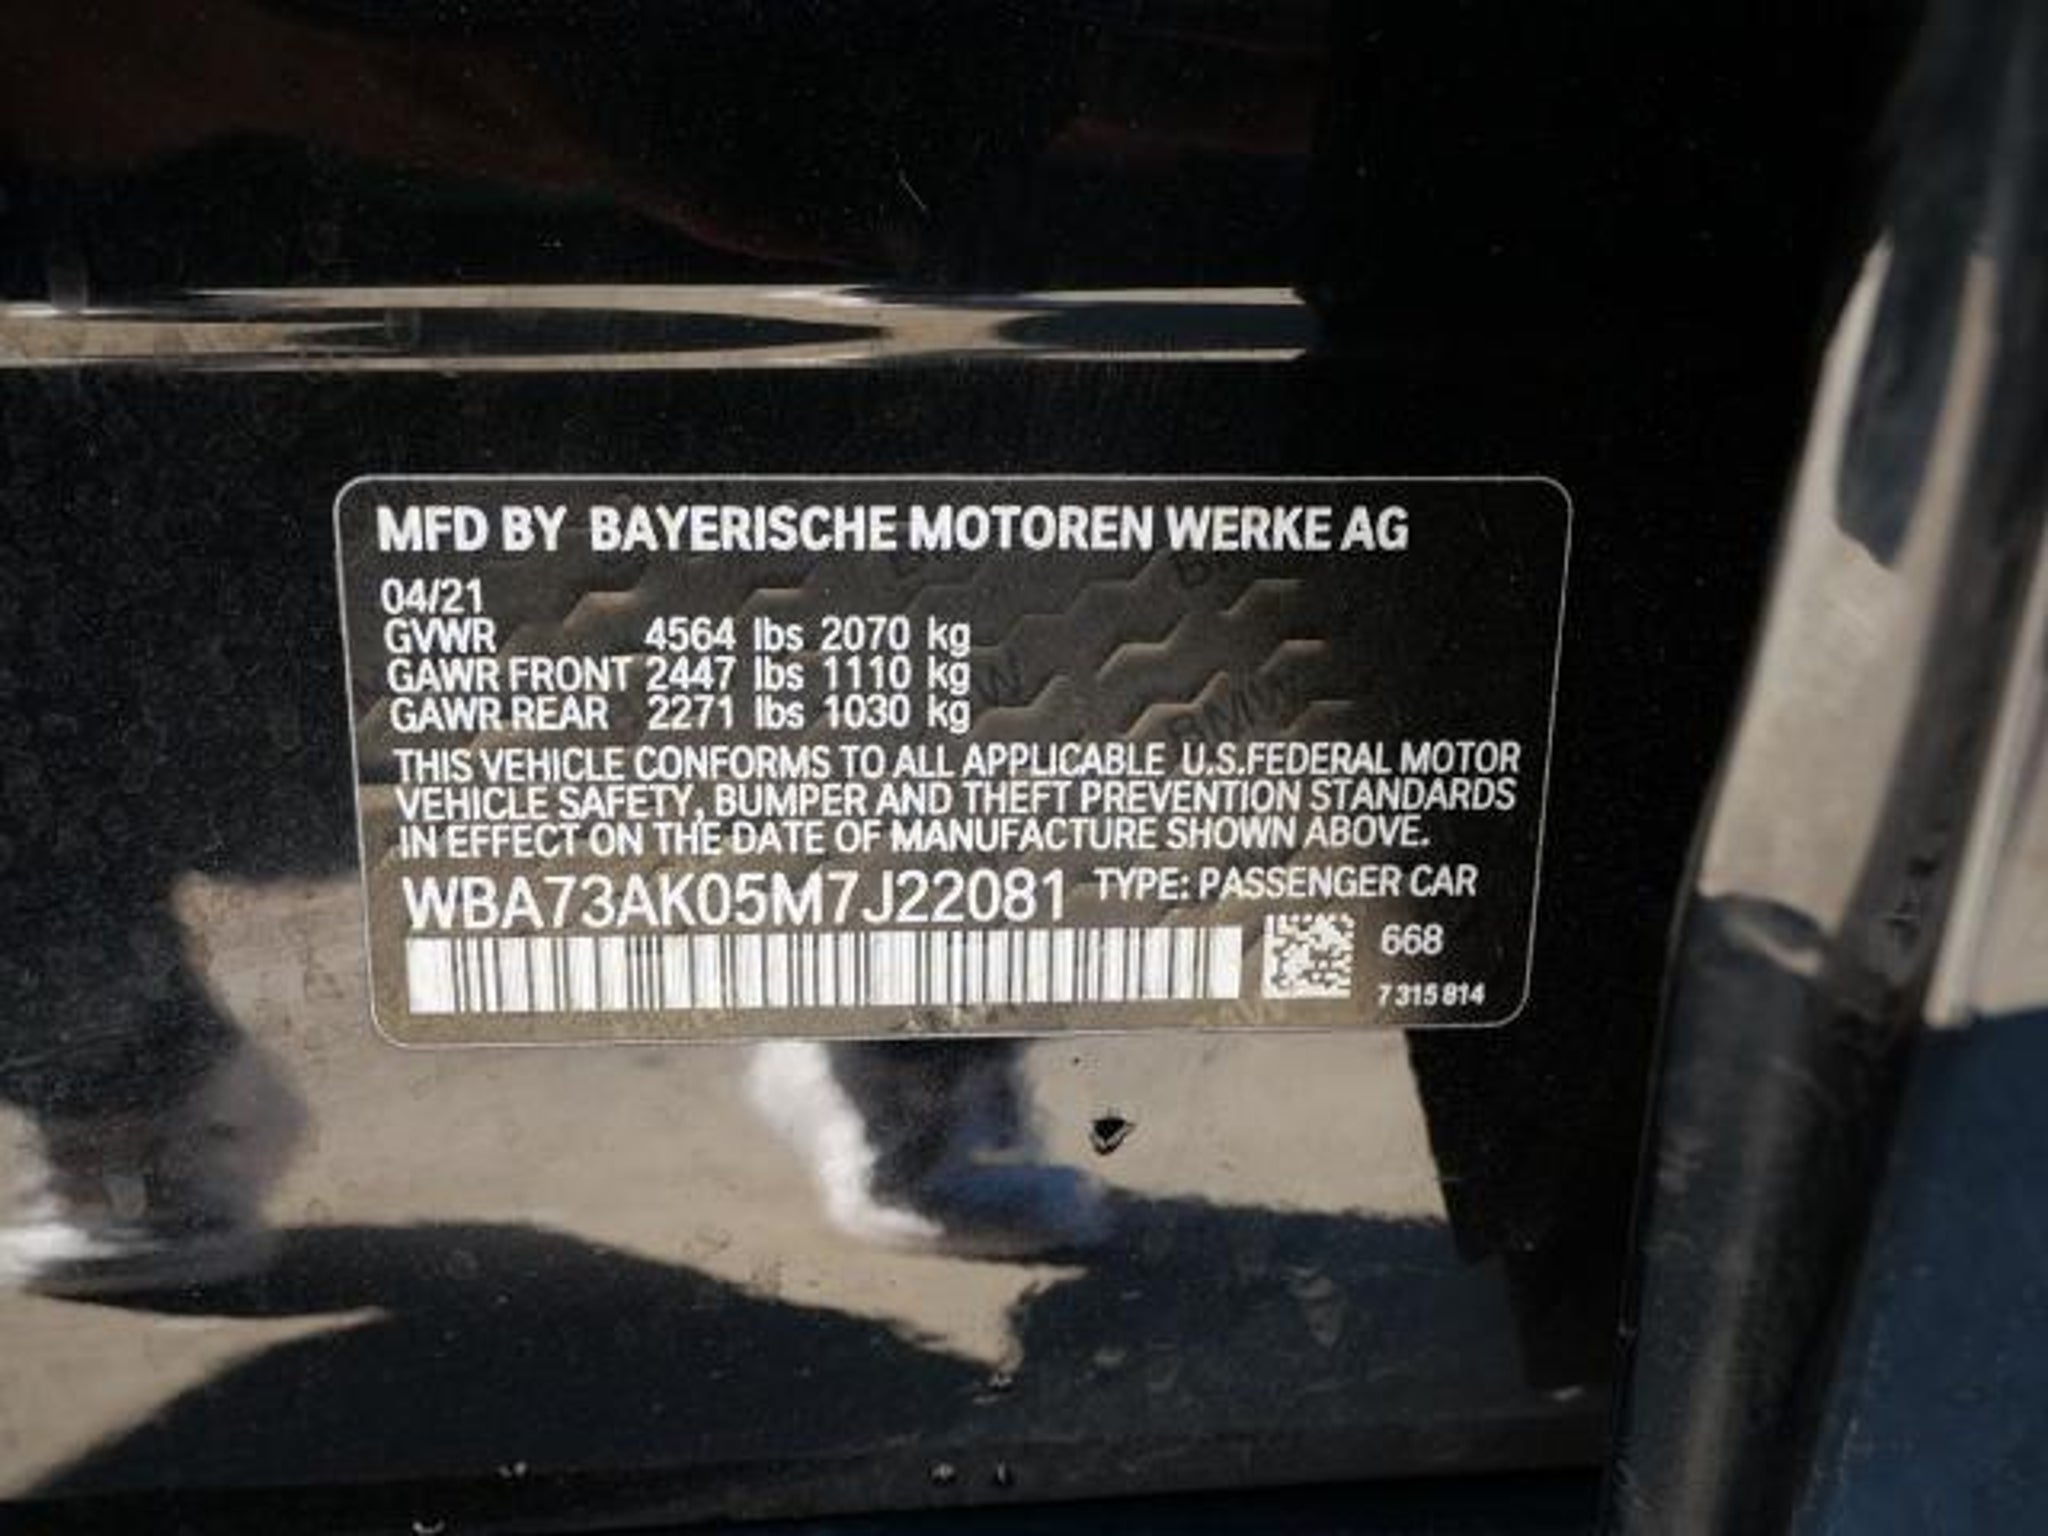 MFD BY BAYERISCHE MOTOREN WERKE AG
04/21
GVWR 4564 lbs 2070 kg
GAWR FRONT 2447 lbs 1110 kg
GAWR REAR 2271 lbs 1030 kg
THIS VEHICLE CONFORMS TO ALL APPLICABLE U.S.FEDERAL MOTOR
VEHICLE SAFETY, BUMPER AND THEFT PREVENTION STANDARDS
IN EFFECT ON THE DATE OF MANUFACTURE SHOWN ABOVE.
WBA73AK05M7J22081 TYPE: PASSENGER CAR
668
7 315 814